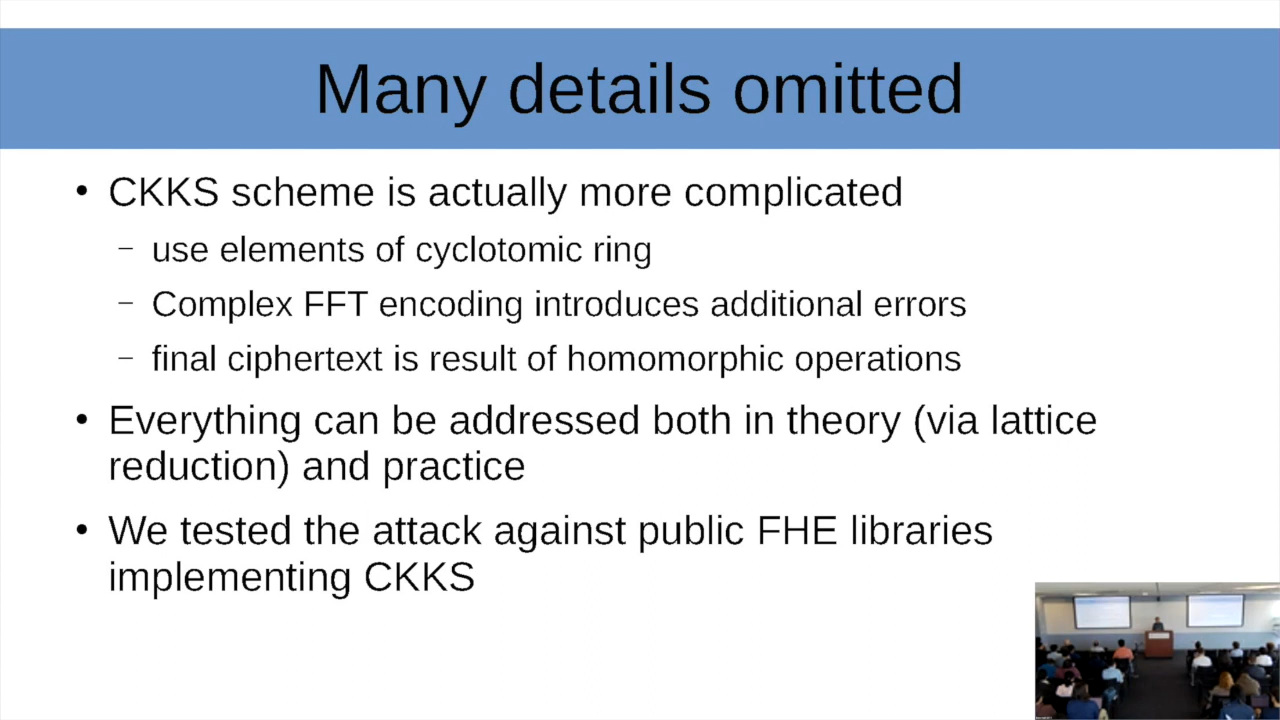 Many details omitted
• CKKS scheme is actually more complicated
– use elements of cyclotomic ring
– Complex FFT encoding introduces additional errors
– final ciphertext is result of homomorphic operations
• Everything can be addressed both in theory (via lattice
reduction) and practice
• We tested the attack against public FHE libraries
implementing CKKS